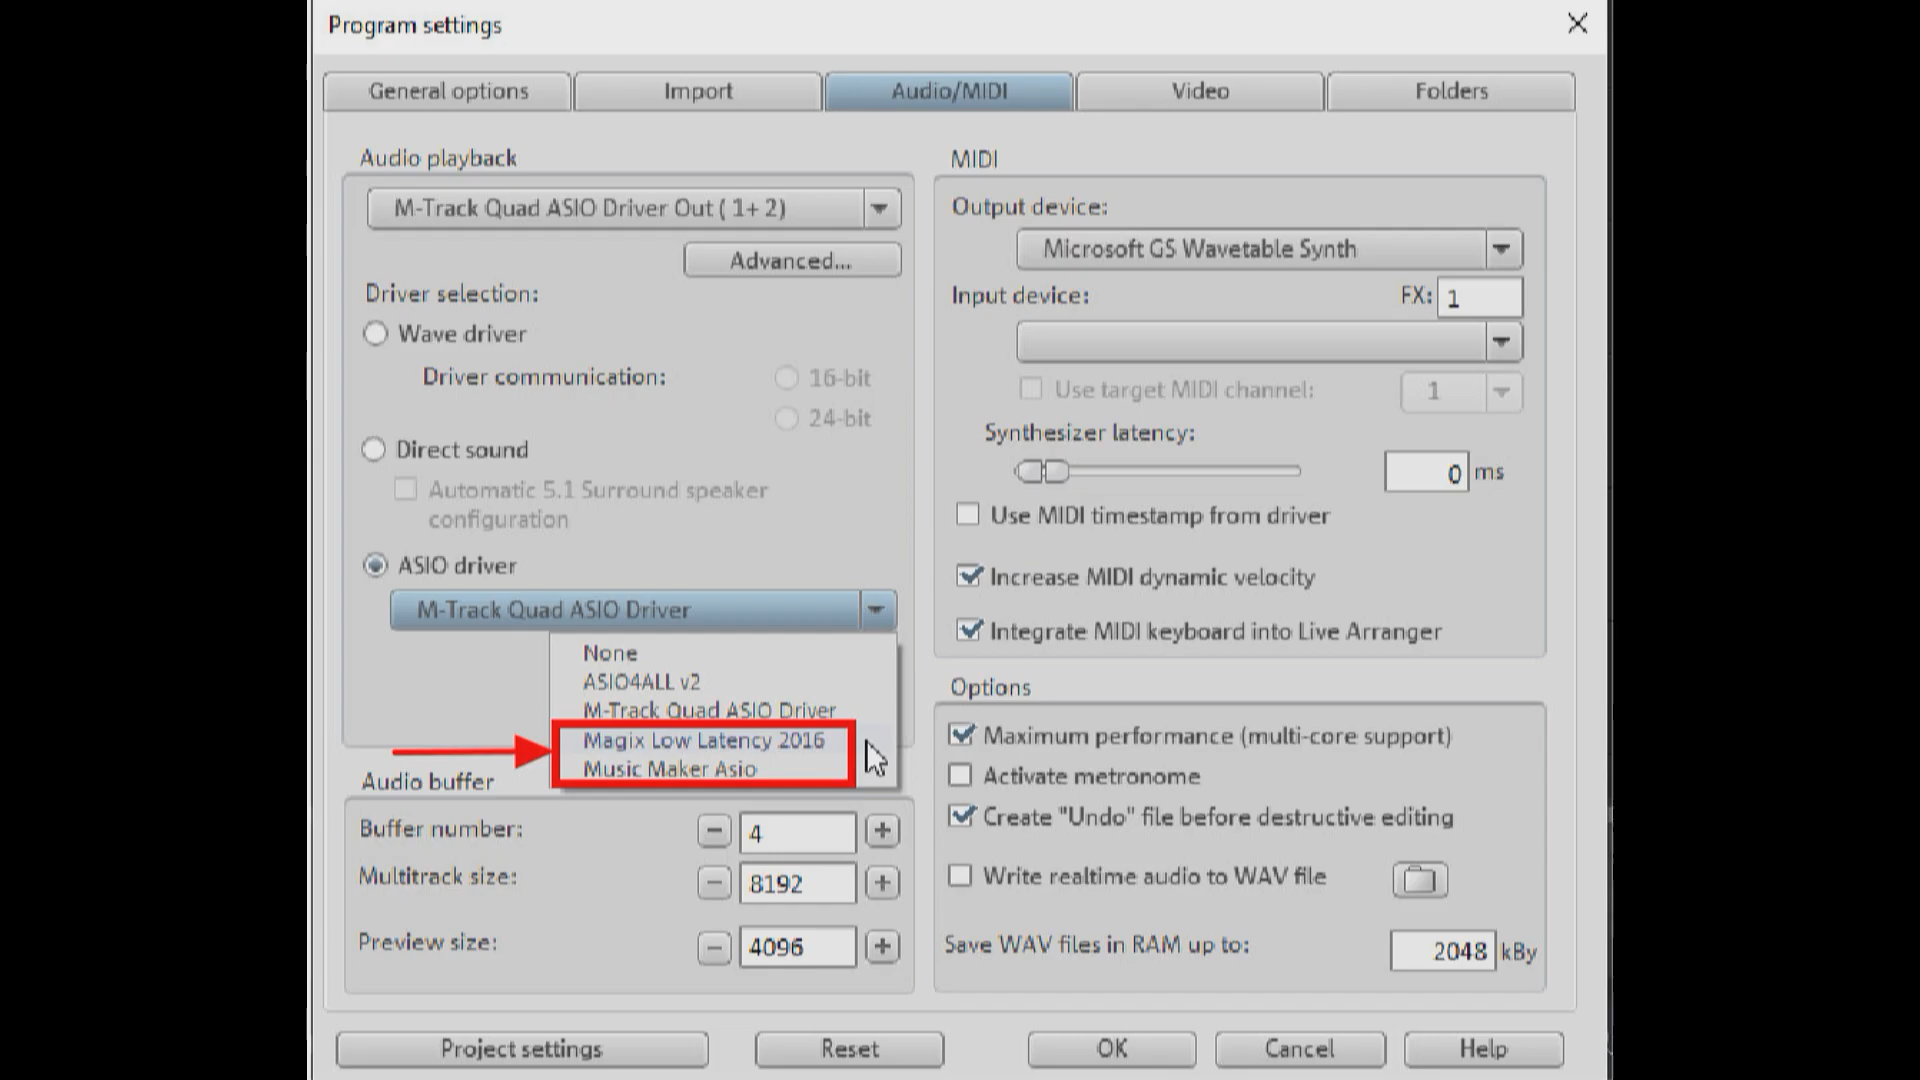 Program settings
General options
Import
Audio/MIDI
Video
Folders
Audio playback
M-Track Quad ASIO Driver Out ( 1+ 2)
Advanced...
Driver selection:
Wave driver
Driver communication:
16-bit
24-bit
Direct sound
Automatic 5.1 Surround speaker
configuration
ASIO driver
M-Track Quad ASIO Driver
None
ASIO4ALL v2
M-Track Quad ASIO Driver
Magix Low Latency 2016
Music Maker Asio
Audio buffer
Buffer number:
4
Multitrack size:
8192
Preview size:
4096
MIDI
Output device:
Microsoft GS Wavetable Synth
Input device:
FX: 1
Use target MIDI channel:
1
Synthesizer latency:
0 ms
Use MIDI timestamp from driver
Increase MIDI dynamic velocity
Integrate MIDI keyboard into Live Arranger
Options
Maximum performance (multi-core support)
Activate metronome
Create "Undo" file before destructive editing
Write realtime audio to WAV file
Save WAV files in RAM up to:
2048 kBy
Project settings
Reset
OK
Cancel
Help